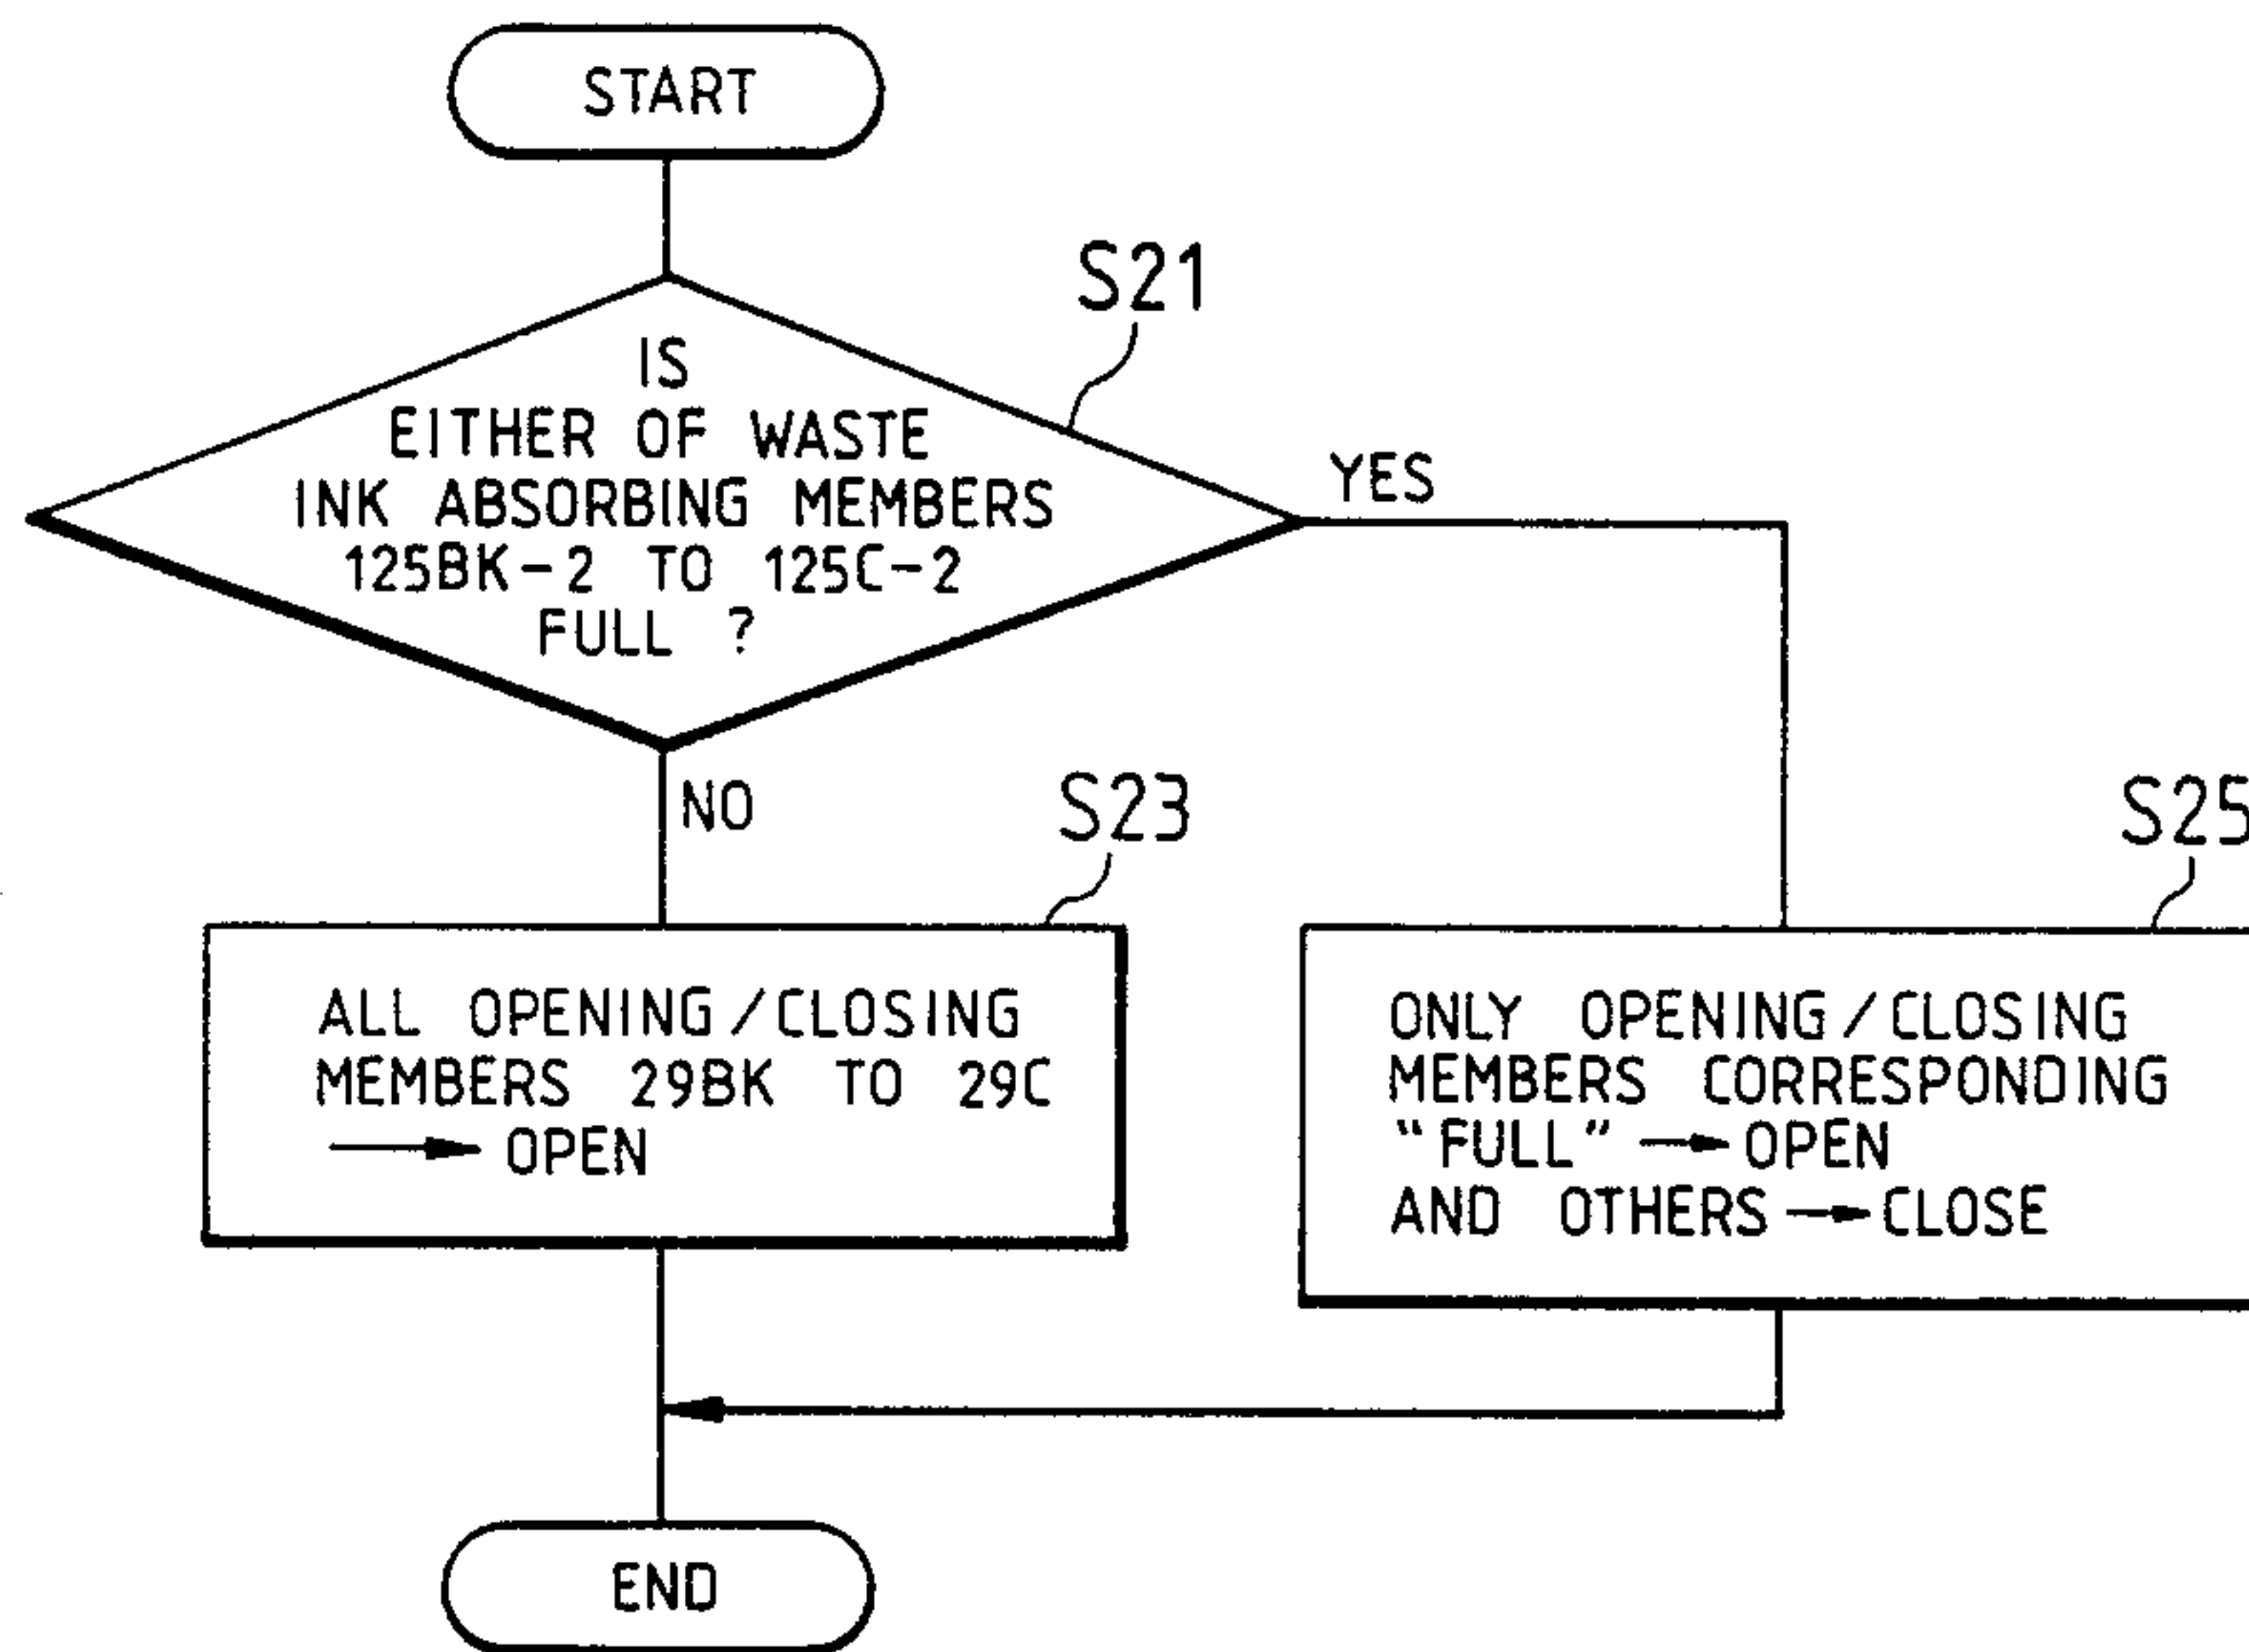 START
S21
IS
EITHER OF WASTE
INK ABSORBING MEMBERS
125BK-2 TO 125C-2
FULL ?
YES
NO
S23
ALL OPENING/CLOSING
MEMBERS 29BK TO 29C
→ OPEN
S25
ONLY OPENING/CLOSING
MEMBERS CORRESPONDING
"FULL" → OPEN
AND OTHERS → CLOSE
END